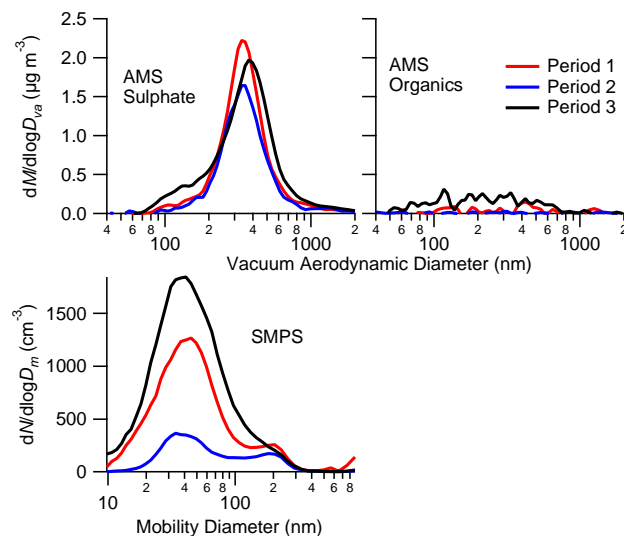 2.5
2.0
1.5
1.0
0.5
0.0
dM/dlogDva (µg m-3)
AMS
Sulphate
AMS
Organics
Period 1
Period 2
Period 3
4 6 8 100 2 4 6 8 1000 2
4 6 8 100 2 4 6 8 1000 2
Vacuum Aerodynamic Diameter (nm)
1500
1000
500
0
dN/dlogDm (cm-3)
SMPS
10 2 4 6 8 100 2 4 6 8
Mobility Diameter (nm)